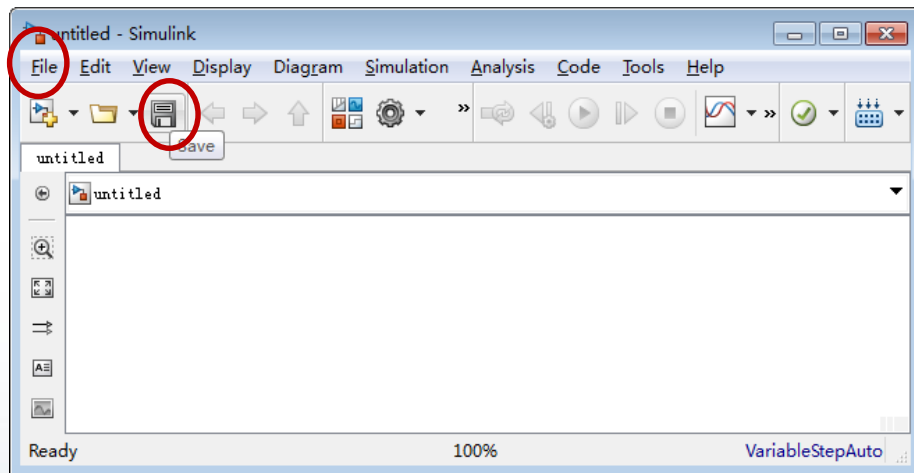 untitled - Simulink
File Edit View Display Diagram Simulation Analysis Code Tools Help
Save
untitled
untitled
Ready 100% VariableStepAuto